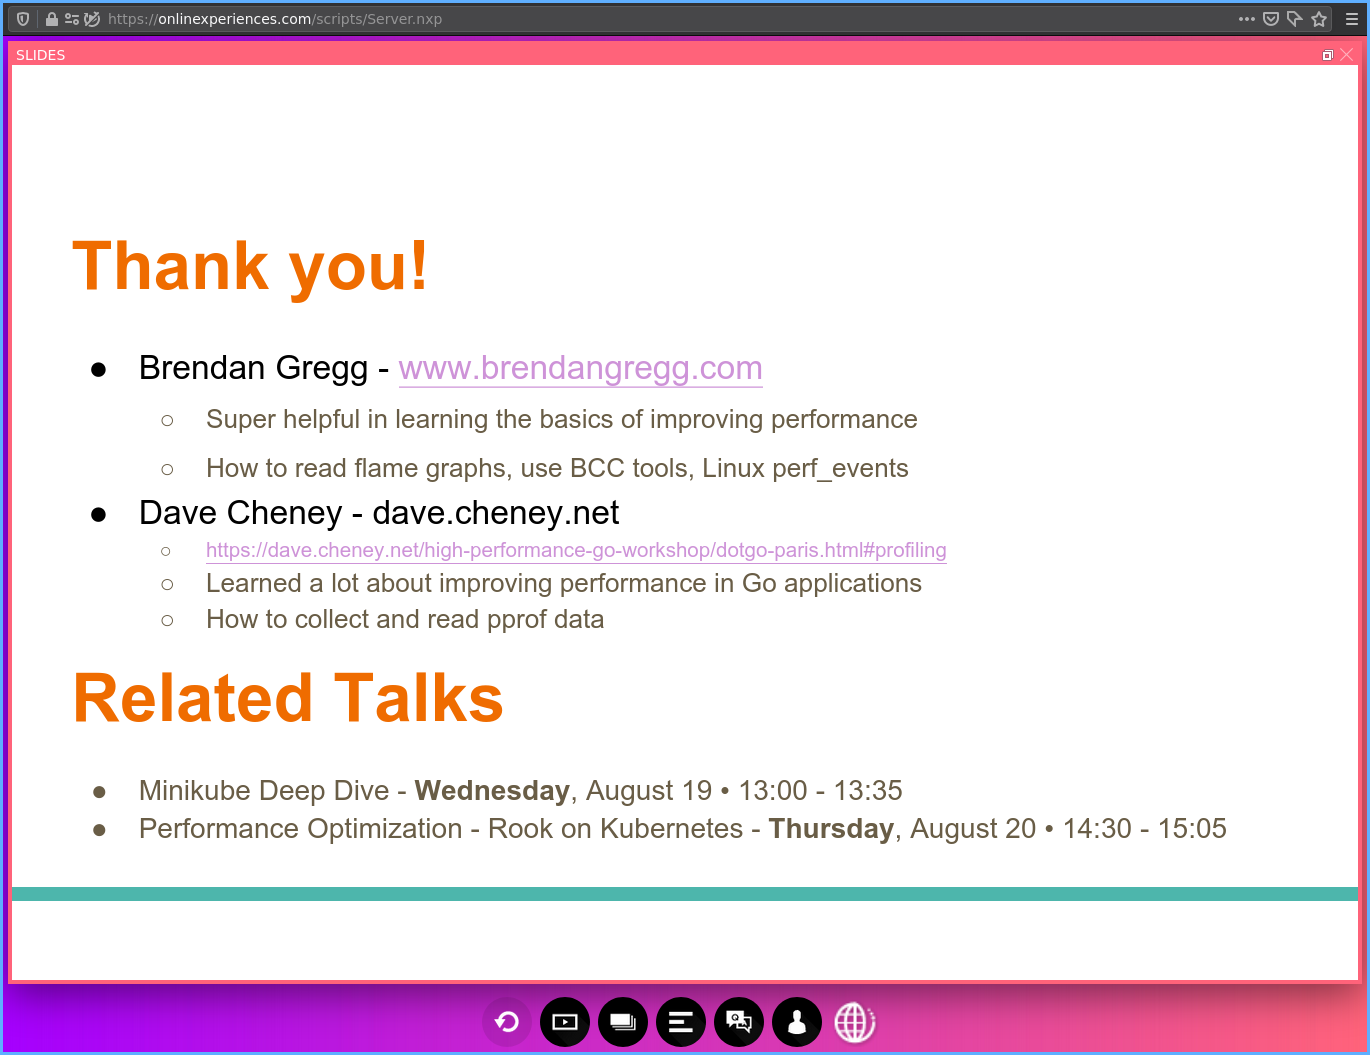 https://onlinexperiences.com/scripts/Server.nxp
SLIDES
Thank you!
● Brendan Gregg - www.brendangregg.com
○ Super helpful in learning the basics of improving performance
○ How to read flame graphs, use BCC tools, Linux perf_events
● Dave Cheney - dave.cheney.net
○ https://dave.cheney.net/high-performance-go-workshop/dotgo-paris.html#profiling
○ Learned a lot about improving performance in Go applications
○ How to collect and read pprof data
Related Talks
● Minikube Deep Dive - Wednesday, August 19 • 13:00 - 13:35
● Performance Optimization - Rook on Kubernetes - Thursday, August 20 • 14:30 - 15:05